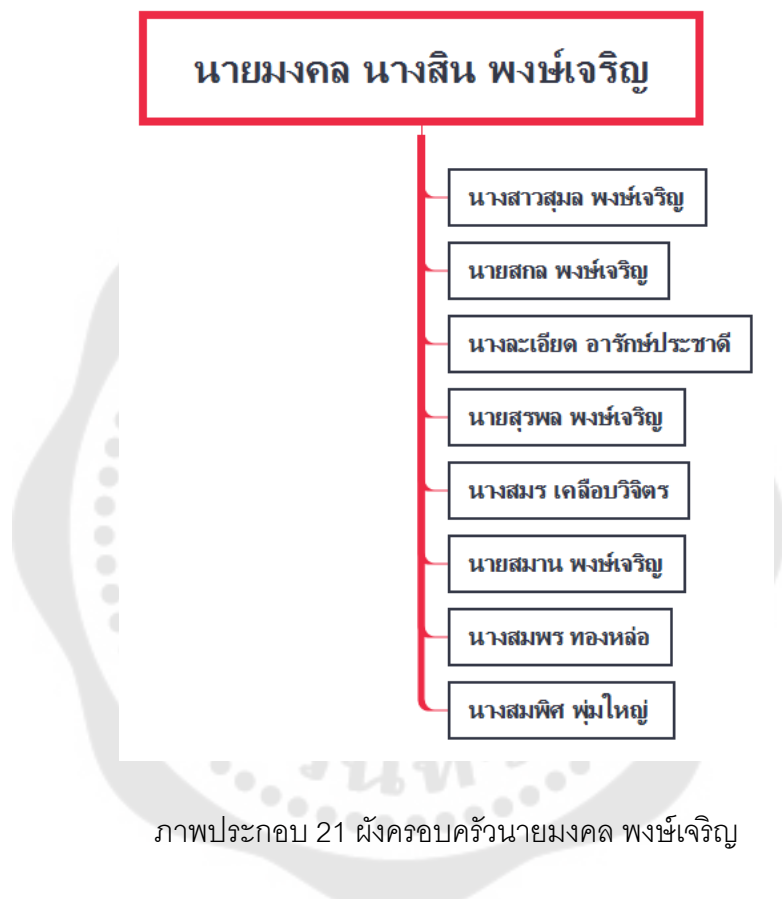 นายมงคล นางสิน พงษ์เจริญ
นางสาวสุมล พงษ์เจริญ
นายสกล พงษ์เจริญ
นางละเอียด อารักษ์ประชาดี
นายสุรพล พงษ์เจริญ
นางสมร เคลือบวิจิตร
นายสมาน พงษ์เจริญ
นางสมพร ทองหล่อ
นางสมพิศ พุ่มใหญ่
ภาพประกอบ 21 ผังครอบครัวนายมงคล พงษ์เจริญ